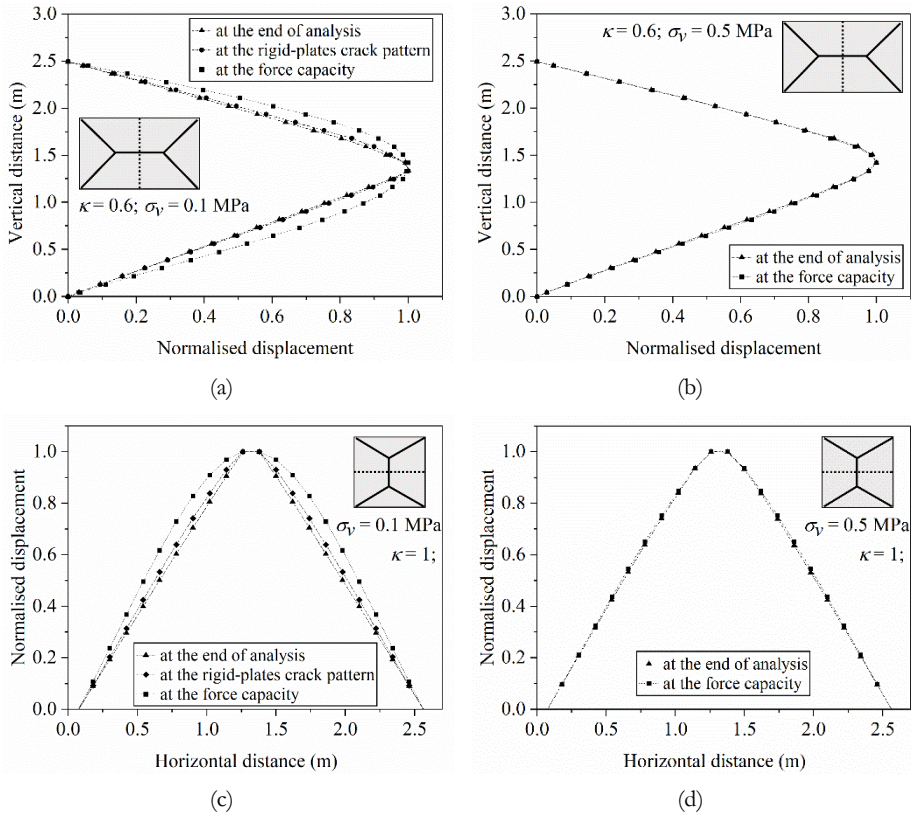 3.0
2.5
2.0
1.5
1.0
0.5
0.0
Vertical distance (m)
at the end of analysis
at the rigid-plates crack pattern
at the force capacity
κ = 0.6; σv = 0.1 MPa
0.0 0.2 0.4 0.6 0.8 1.0
Normalised displacement
(a)
3.0
2.5
2.0
1.5
1.0
0.5
0.0
Vertical distance (m)
κ = 0.6; σv = 0.5 MPa
at the end of analysis
at the force capacity
0.0 0.2 0.4 0.6 0.8 1.0
Normalised displacement
(b)
1.0
0.8
0.6
0.4
0.2
0.0
Normalised displacement
σv = 0.1 MPa
κ = 1;
at the end of analysis
at the rigid-plates crack pattern
at the force capacity
0.0 0.5 1.0 1.5 2.0 2.5
Horizontal distance (m)
(c)
1.0
0.8
0.6
0.4
0.2
0.0
Normalised displacement
σv = 0.5 MPa
κ = 1;
at the end of analysis
at the force capacity
0.0 0.5 1.0 1.5 2.0 2.5
Horizontal distance (m)
(d)